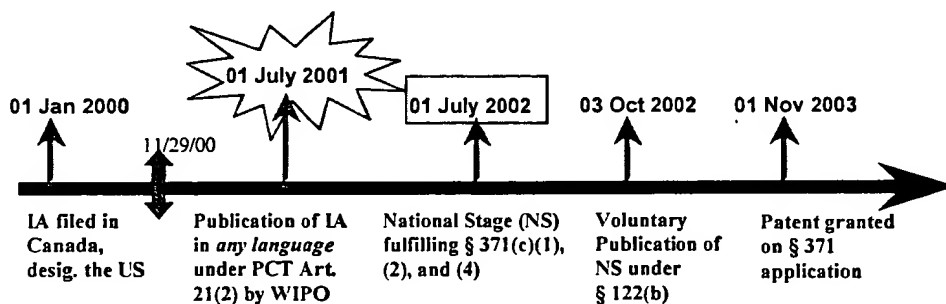 01 July 2001
01 Jan 2000
01 July 2002
03 Oct 2002
01 Nov 2003
11/29/00
IA filed in
Canada,
desig. the US
Publication of IA
in any language
under PCT Art.
21(2) by WIPO
National Stage (NS)
fulfilling § 371(c)(1),
(2), and (4)
Voluntary
Publication of
NS under
§ 122(b)
Patent granted
on § 371
application